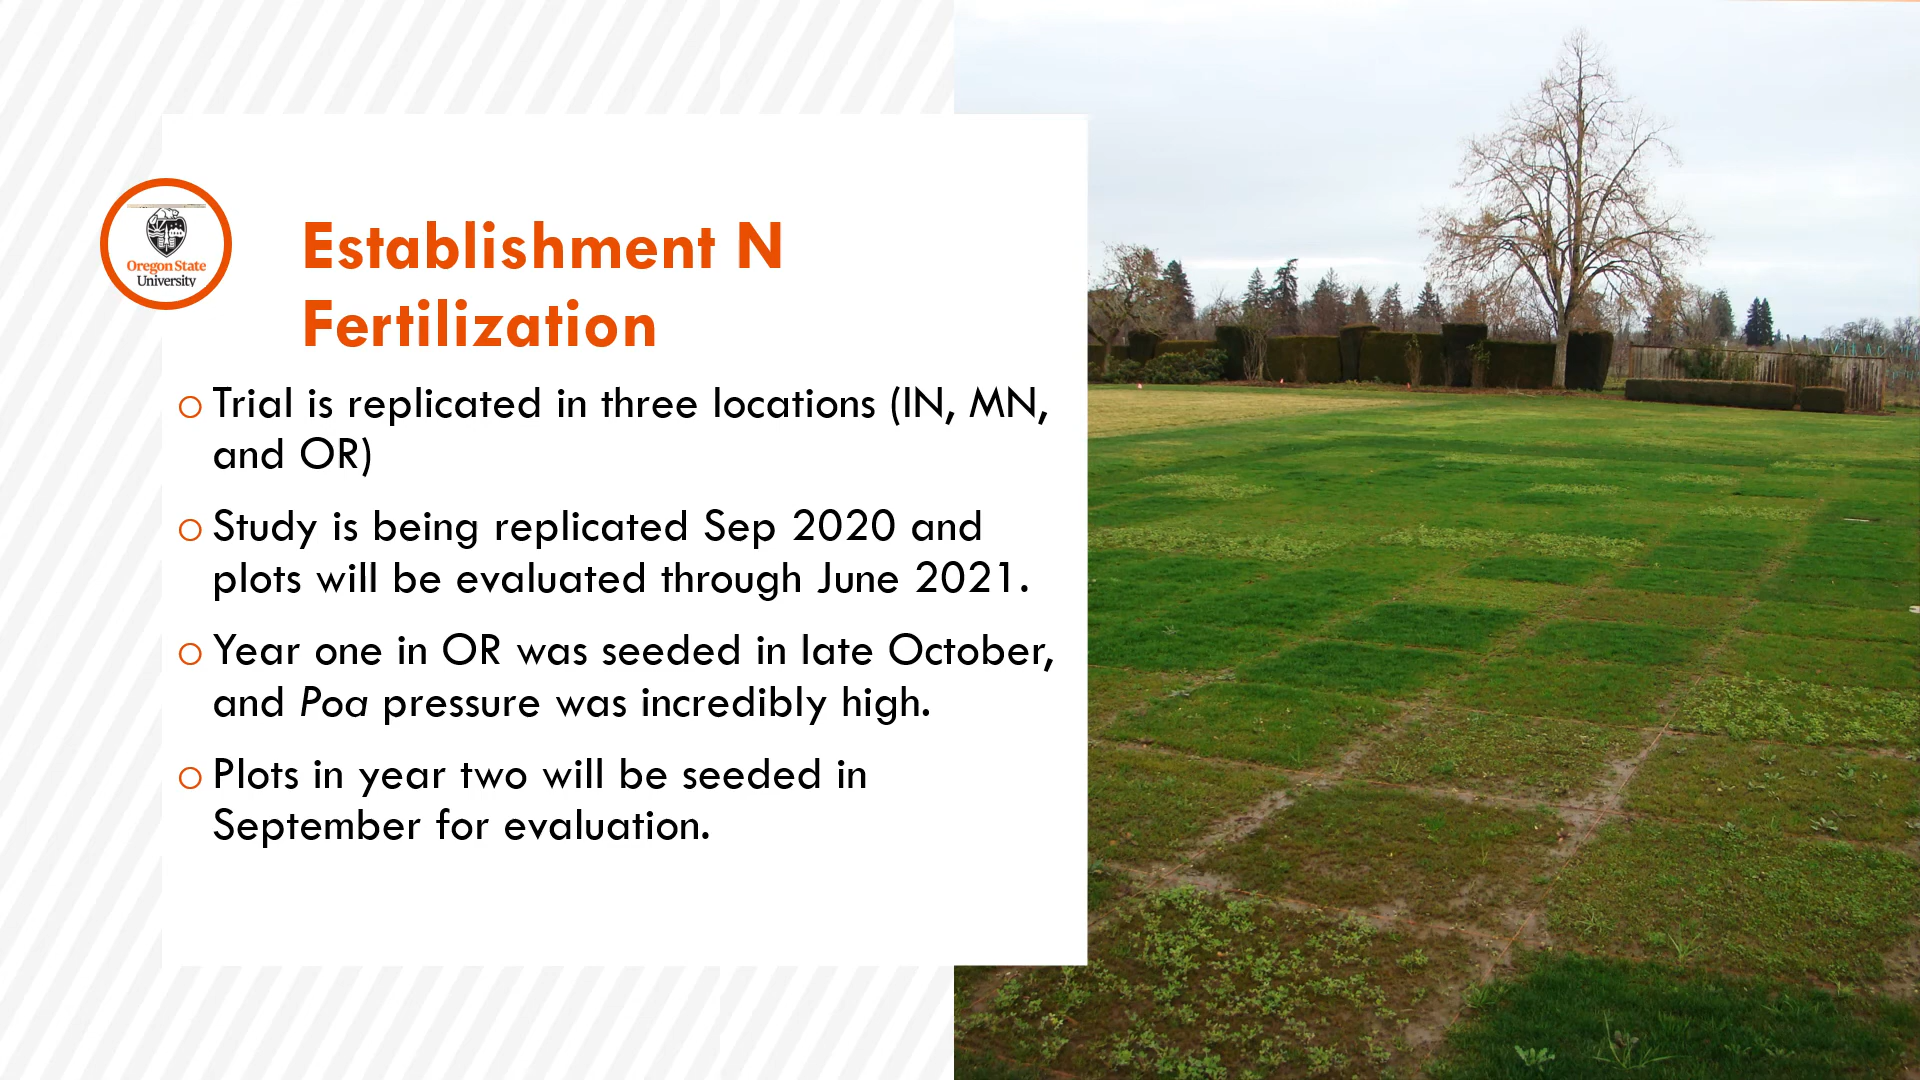 Oregon State
University
Establishment N
Fertilization
Trial is replicated in three locations (IN, MN,
and OR)
Study is being replicated Sep 2020 and
plots will be evaluated through June 2021.
Year one in OR was seeded in late October,
and Poa pressure was incredibly high.
Plots in year two will be seeded in
September for evaluation.